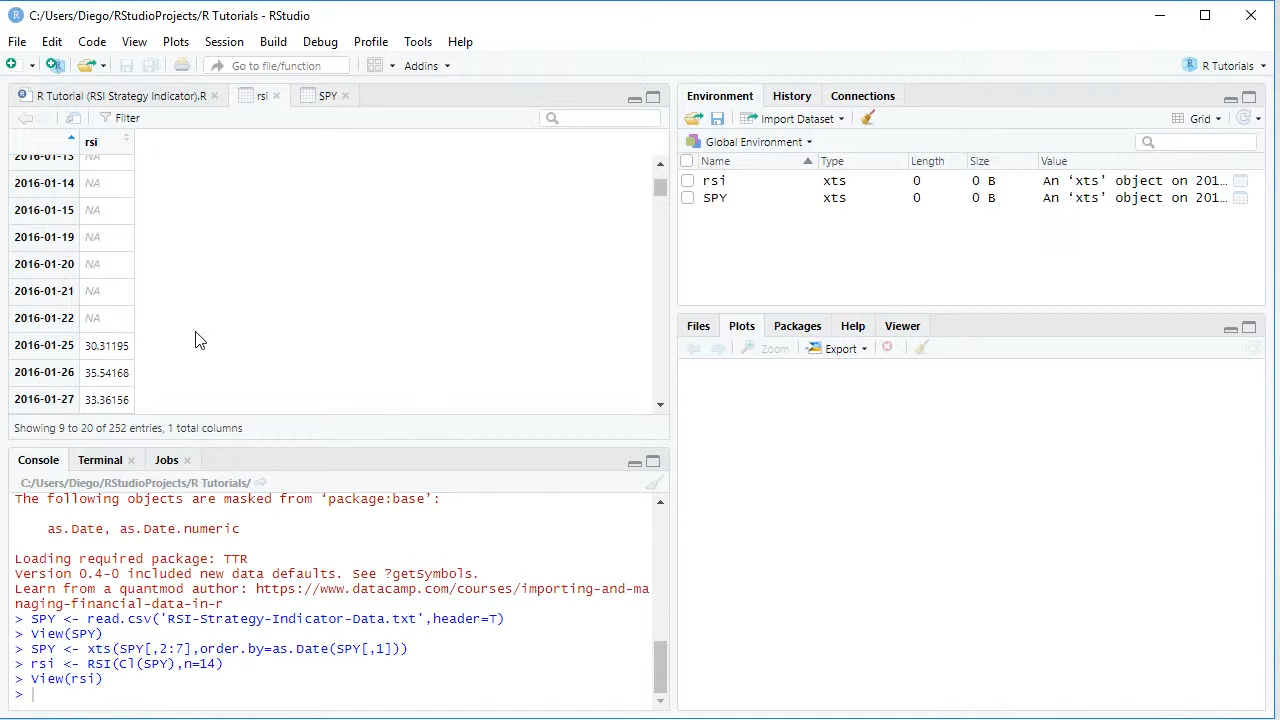 C:/Users/Diego/RStudioProjects/R Tutorials - RStudio
File Edit Code View Plots Session Build Debug Profile Tools Help
Go to file/function Addins R Tutorials
R Tutorial (RSI Strategy Indicator).R rsi SPY
Filter
rsi
2016-01-13 NA
2016-01-14 NA
2016-01-15 NA
2016-01-19 NA
2016-01-20 NA
2016-01-21 NA
2016-01-22 NA
2016-01-25 30.31195
2016-01-26 35.54168
2016-01-27 33.36156
Showing 9 to 20 of 252 entries, 1 total columns
Console Terminal Jobs
C:/Users/Diego/RStudioProjects/R Tutorials/
The following objects are masked from ‘package:base’:
as.Date, as.Date.numeric
Loading required package: TTR
Version 0.4-0 included new data defaults. See ?getSymbols.
Learn from a quantmod author: https://www.datacamp.com/courses/importing-and-ma
naging-financial-data-in-r
> SPY <- read.csv('RSI-Strategy-Indicator-Data.txt',header=T)
> View(SPY)
> SPY <- xts(SPY[,2:7],order.by=as.Date(SPY[,1]))
> rsi <- RSI(Cl(SPY),n=14)
> View(rsi)
>
Environment History Connections
Import Dataset Grid
Global Environment
Name Type Length Size Value
rsi xts 0 0 B An ‘xts’ object on 201…
SPY xts 0 0 B An ‘xts’ object on 201…
Files Plots Packages Help Viewer
Zoom Export